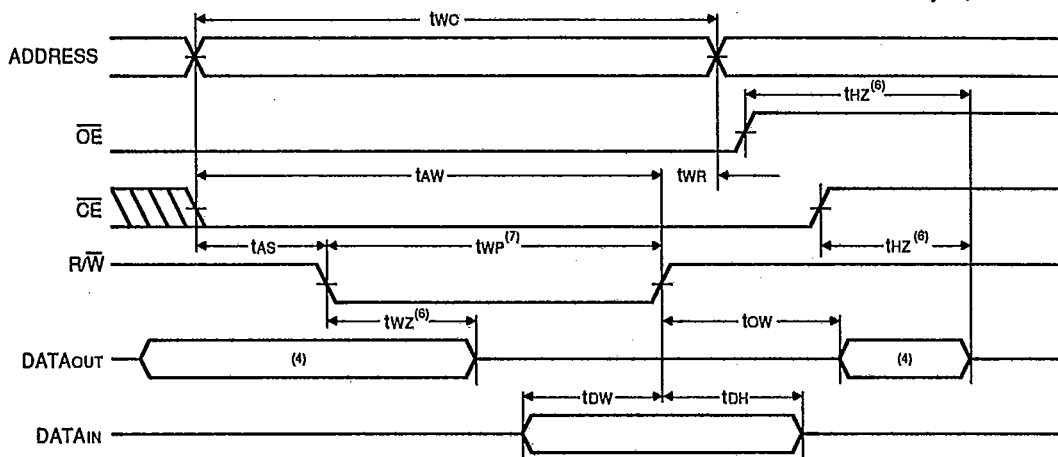 twc
ADDRESS
tHZ(6)
OE
tAW
tWR
CE
tAS
tWP(7)
tHZ(6)
R/W
tWZ(6)
tOW
DATAOUT
(4)
(4)
tDW
tDH
DATAIN